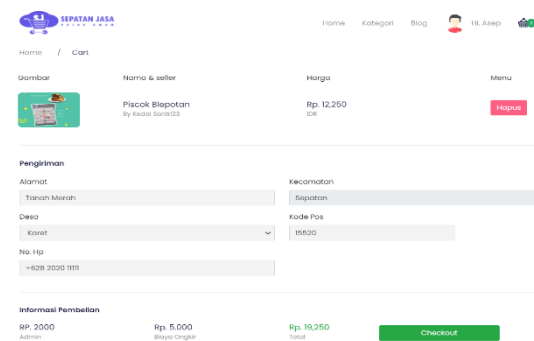 SEPATAN JASA
Home Kategori Blog Hi, Asep
Home / Cart
Gambar Nama & seller Harga Menu
Piscok Blepotan Rp. 12,250 Hapus
By Kedai Santri123 IDR
Pengiriman
Alamat Kecamatan
Tanah Merah Sepatan
Desa Kode Pos
Karet 15520
No. Hp
+628 2020 11111
Informasi Pembelian
RP. 2000 Rp. 5.000 Rp. 19,250 Checkout
Admin Biaya Ongkir Total